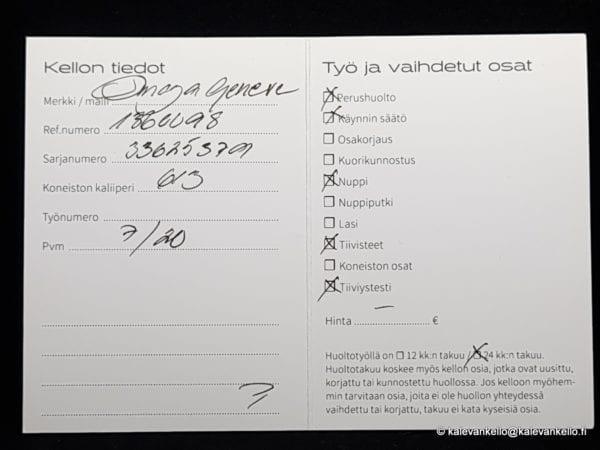 Kellon tiedot
Merkki / malli Omega Geneve
Ref.numero 1360098
Sarjanumero 33625379
Koneiston kaliiperi 613
Työnumero
Pvm 7/20
Työ ja vaihdetut osat
☒ Perushuolto
☒ Käynnin säätö
☐ Osakorjaus
☐ Kuorikunnostus
☒ Nuppi
☐ Nuppiputki
☐ Lasi
☒ Tiivisteet
☐ Koneiston osat
☒ Tiiviystesti
Hinta — €
Huoltotyöllä on ☐ 12 kk:n takuu / ☒ 24 kk:n takuu.
Huoltotakuu koskee myös kellon osia, jotka ovat uusittu,
korjattu tai kunnostettu huollossa. Jos kelloon myöhem-
min tarvitaan osia, joita ei ole huollon yhteydessä
vaihdettu tai korjattu, takuu ei kata kyseisiä osia.
© kalevankello@kalevankello.fi